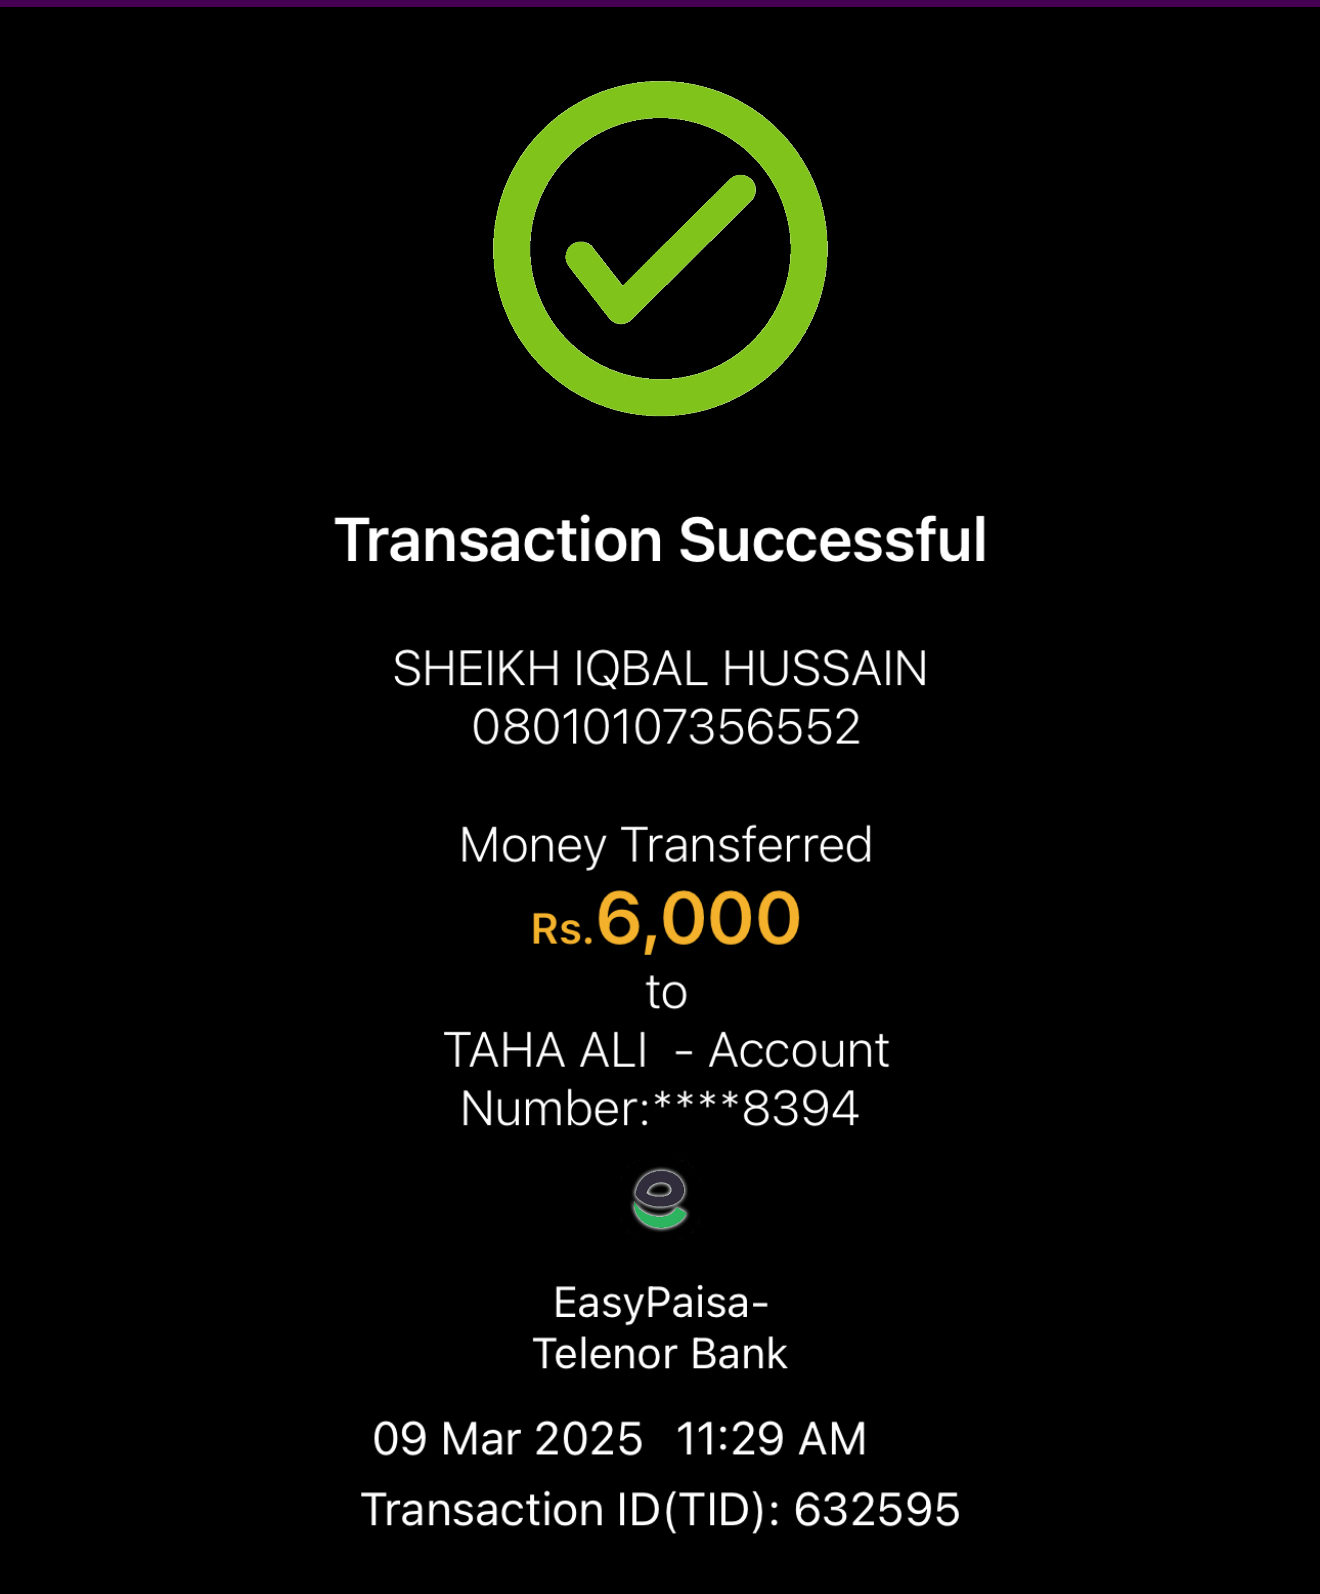 Transaction Successful
SHEIKH IQBAL HUSSAIN
08010107356552
Money Transferred
Rs.6,000
to
TAHA ALI - Account
Number:****8394
EasyPaisa-
Telenor Bank
09 Mar 2025 11:29 AM
Transaction ID(TID): 632595